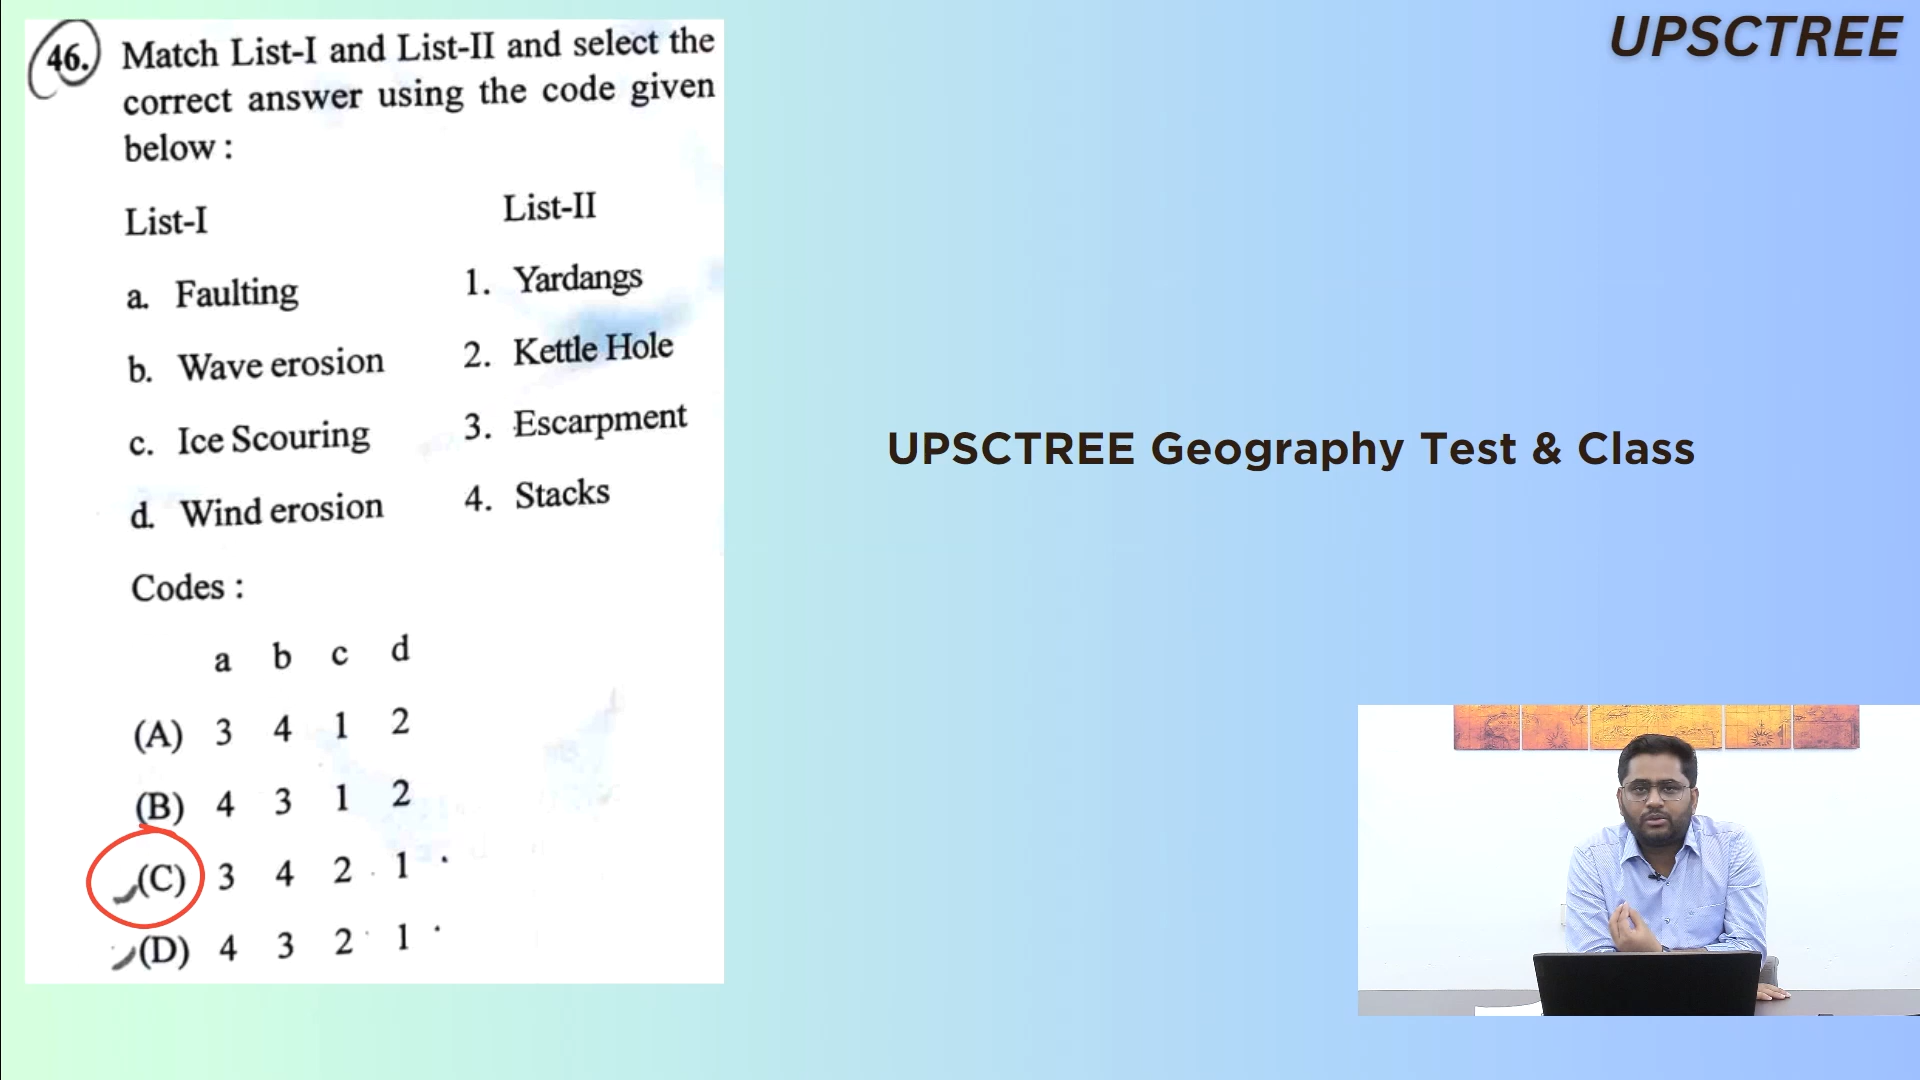 UPSCTREE
46. Match List-I and List-II and select the
correct answer using the code given
below :
List-I List-II
a. Faulting 1. Yardangs
b. Wave erosion 2. Kettle Hole
c. Ice Scouring 3. Escarpment
d. Wind erosion 4. Stacks
Codes :
a b c d
(A) 3 4 1 2
(B) 4 3 1 2
(C) 3 4 2 1
(D) 4 3 2 1
UPSCTREE Geography Test & Class